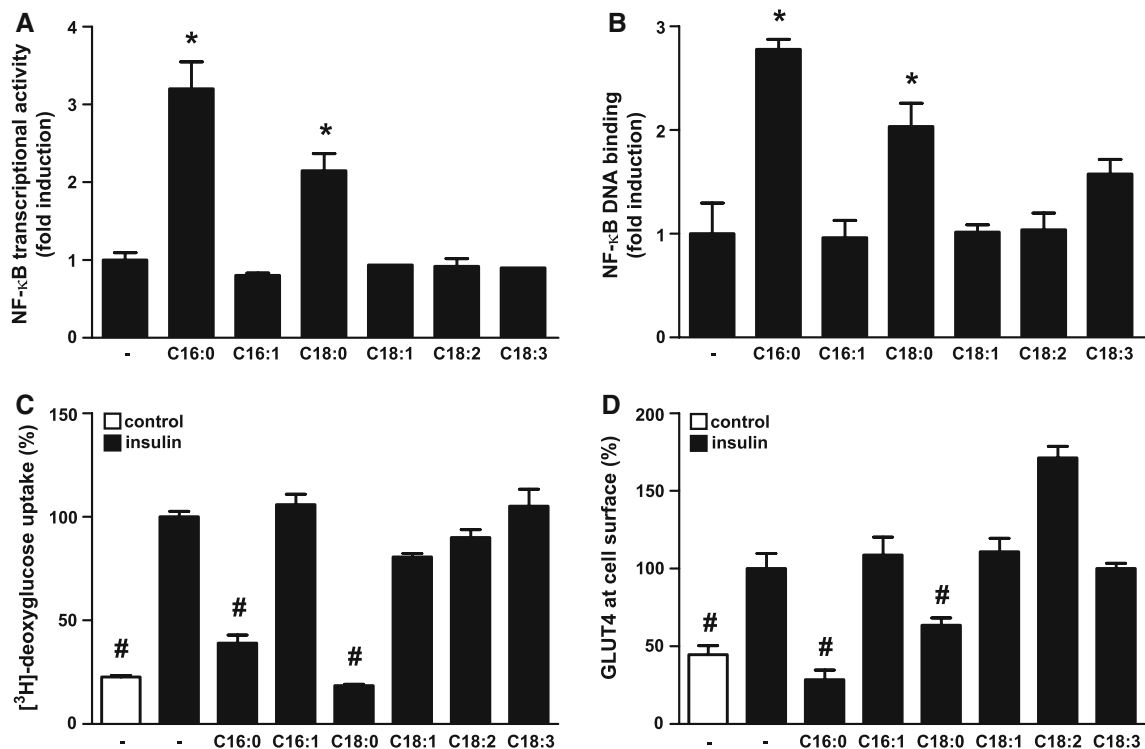 A
NF-κB transcriptional activity
(fold induction)
4
3
2
1
0
*
*
- C16:0 C16:1 C18:0 C18:1 C18:2 C18:3
B
NF-κB DNA binding
(fold induction)
3
2
1
0
*
*
- C16:0 C16:1 C18:0 C18:1 C18:2 C18:3
C
[³H]-deoxyglucose uptake (%)
150
100
50
0
control
insulin
#
#
#
- - C16:0 C16:1 C18:0 C18:1 C18:2 C18:3
D
GLUT4 at cell surface (%)
200
150
100
50
0
control
insulin
#
#
#
- - C16:0 C16:1 C18:0 C18:1 C18:2 C18:3